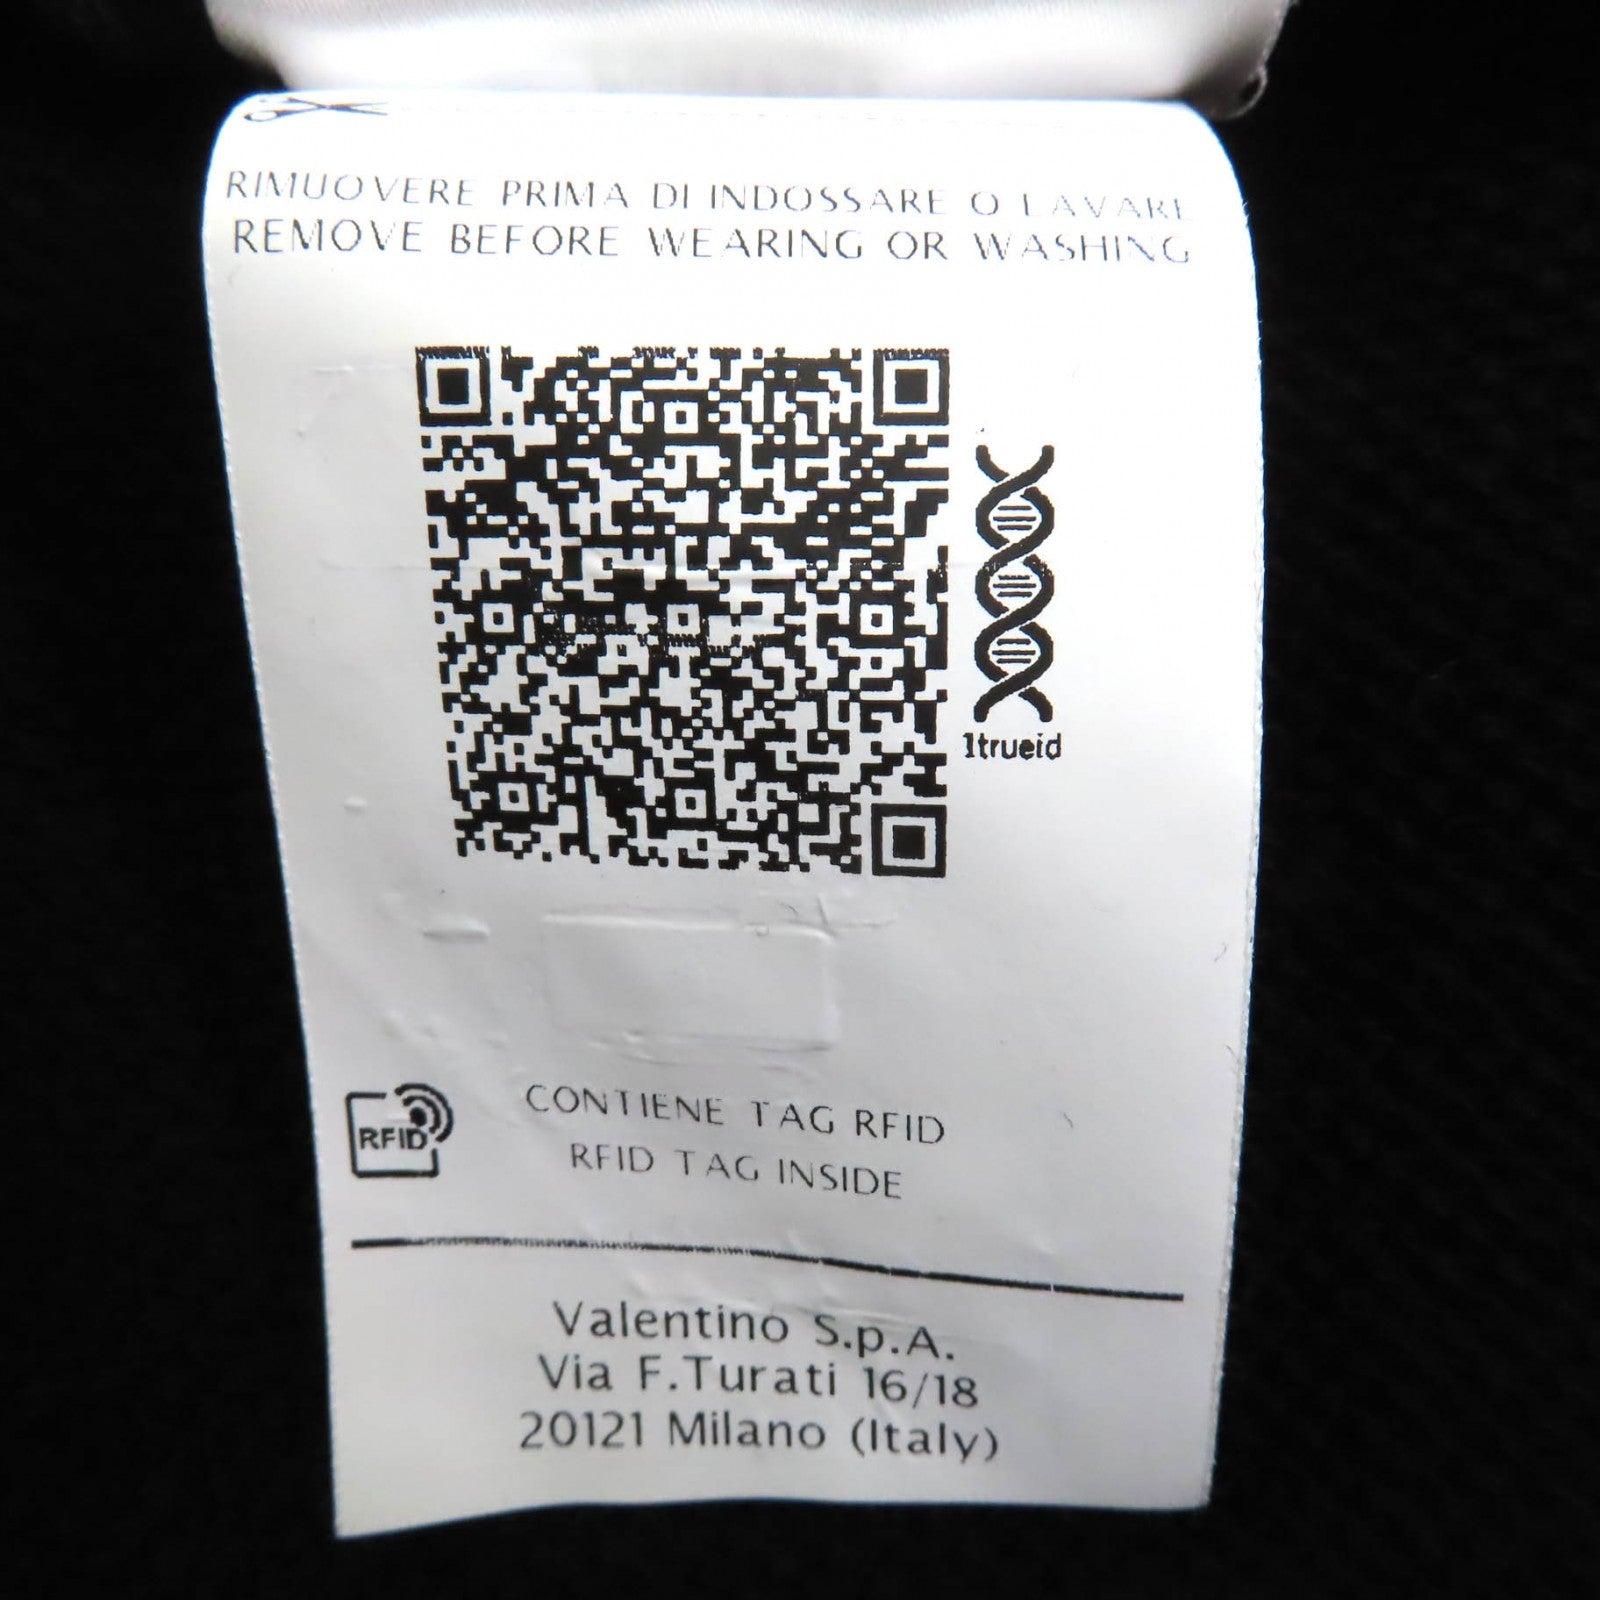 RIMUOVERE PRIMA DI INDOSSARE O LAVARE
REMOVE BEFORE WEARING OR WASHING
1trueid
RFID
CONTIENE TAG RFID
RFID TAG INSIDE
Valentino S.p.A.
Via F.Turati 16/18
20121 Milano (Italy)